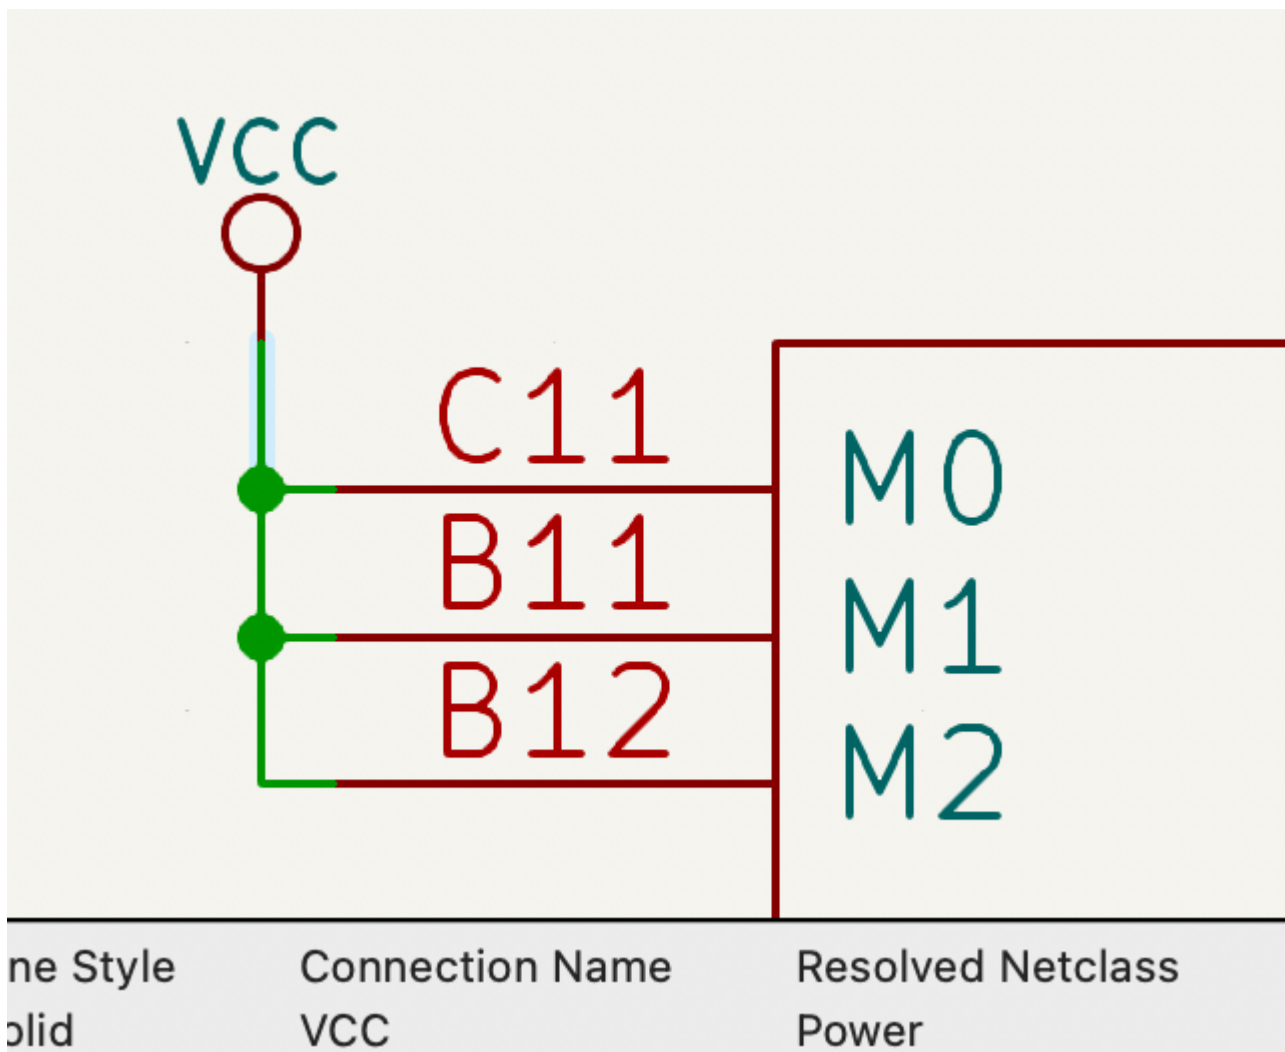 VCC
C11
M0
B11
M1
B12
M2
ne Style Connection Name Resolved Netclass
olid VCC Power